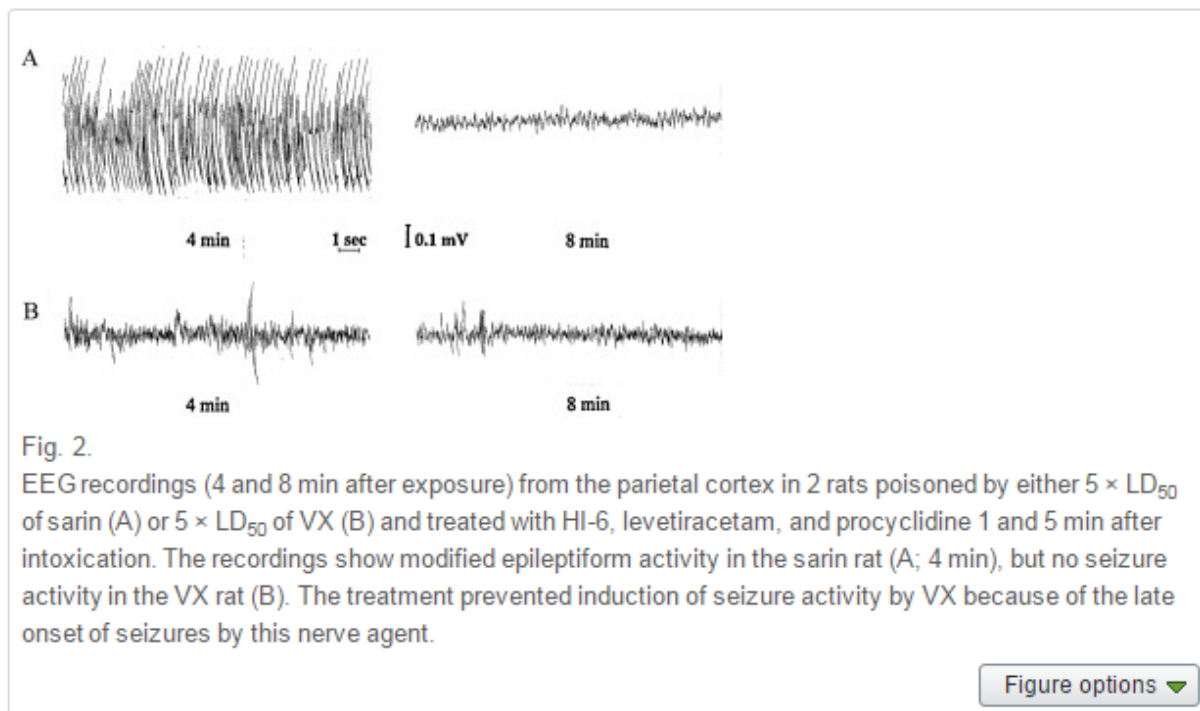 A
4 min
1 sec
0.1 mV
8 min
B
4 min
8 min
Fig. 2.
EEG recordings (4 and 8 min after exposure) from the parietal cortex in 2 rats poisoned by either 5 × LD50
of sarin (A) or 5 × LD50 of VX (B) and treated with HI-6, levetiracetam, and procyclidine 1 and 5 min after
intoxication. The recordings show modified epileptiform activity in the sarin rat (A; 4 min), but no seizure
activity in the VX rat (B). The treatment prevented induction of seizure activity by VX because of the late
onset of seizures by this nerve agent.
Figure options